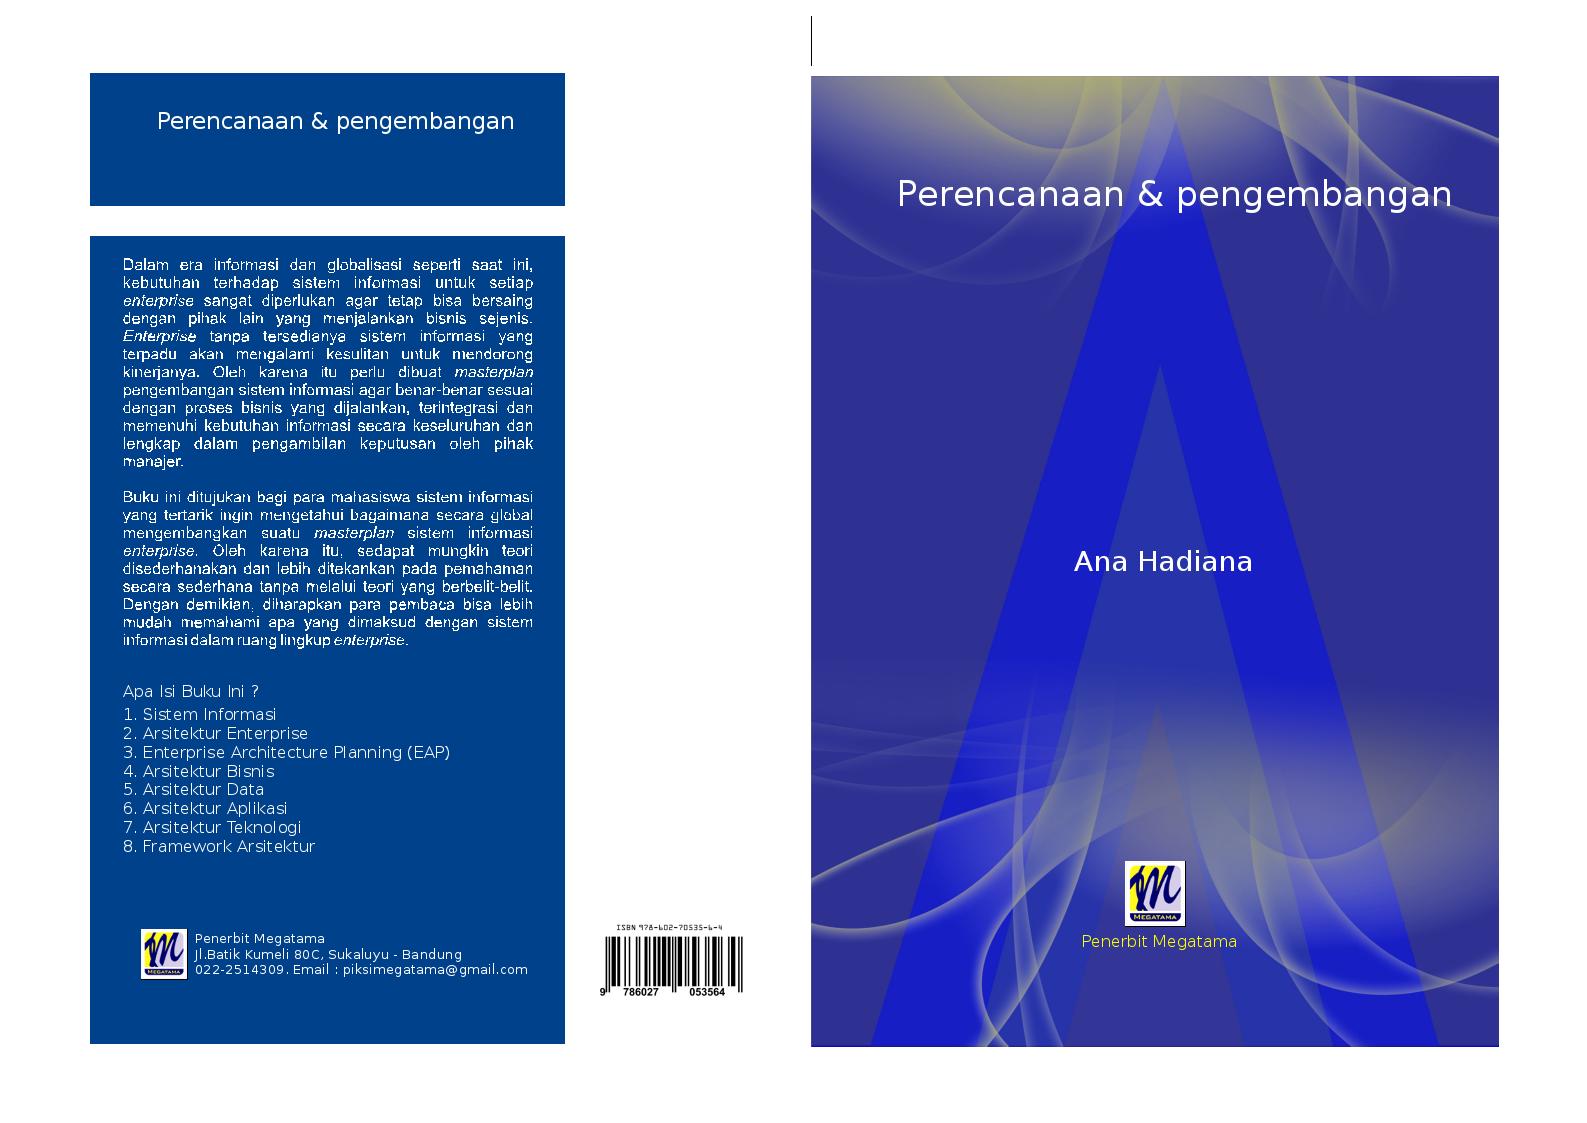 Perencanaan & pengembangan
Dalam era informasi dan globalisasi seperti saat ini,
kebutuhan terhadap sistem informasi untuk setiap
enterprise sangat diperlukan agar tetap bisa bersaing
dengan pihak lain yang menjalankan bisnis sejenis.
Enterprise tanpa tersedianya sistem informasi yang
terpadu akan mengalami kesulitan untuk mendorong
kinerjanya. Oleh karena itu perlu dibuat masterplan
pengembangan sistem informasi agar benar-benar sesuai
dengan proses bisnis yang dijalankan, terintegrasi dan
memenuhi kebutuhan informasi secara keseluruhan dan
lengkap dalam pengambilan keputusan oleh pihak
manajer.
Buku ini ditujukan bagi para mahasiswa sistem informasi
yang tertarik ingin mengetahui bagaimana secara global
mengembangkan suatu masterplan sistem informasi
enterprise. Oleh karena itu, sedapat mungkin teori
disederhanakan dan lebih ditekankan pada pemahaman
secara sederhana tanpa melalui teori yang berbelit-belit.
Dengan demikian, diharapkan para pembaca bisa lebih
mudah memahami apa yang dimaksud dengan sistem
informasi dalam ruang lingkup enterprise.
Apa Isi Buku Ini ?
1. Sistem Informasi
2. Arsitektur Enterprise
3. Enterprise Architecture Planning (EAP)
4. Arsitektur Bisnis
5. Arsitektur Data
6. Arsitektur Aplikasi
7. Arsitektur Teknologi
8. Framework Arsitektur
MEGATAMA
Penerbit Megatama
Jl.Batik Kumeli 80C, Sukaluyu - Bandung
022-2514309. Email : piksimegatama@gmail.com
ISBN 978-602-70535-6-4
9 786027 053564
Perencanaan & pengembangan
Ana Hadiana
MEGATAMA
Penerbit Megatama